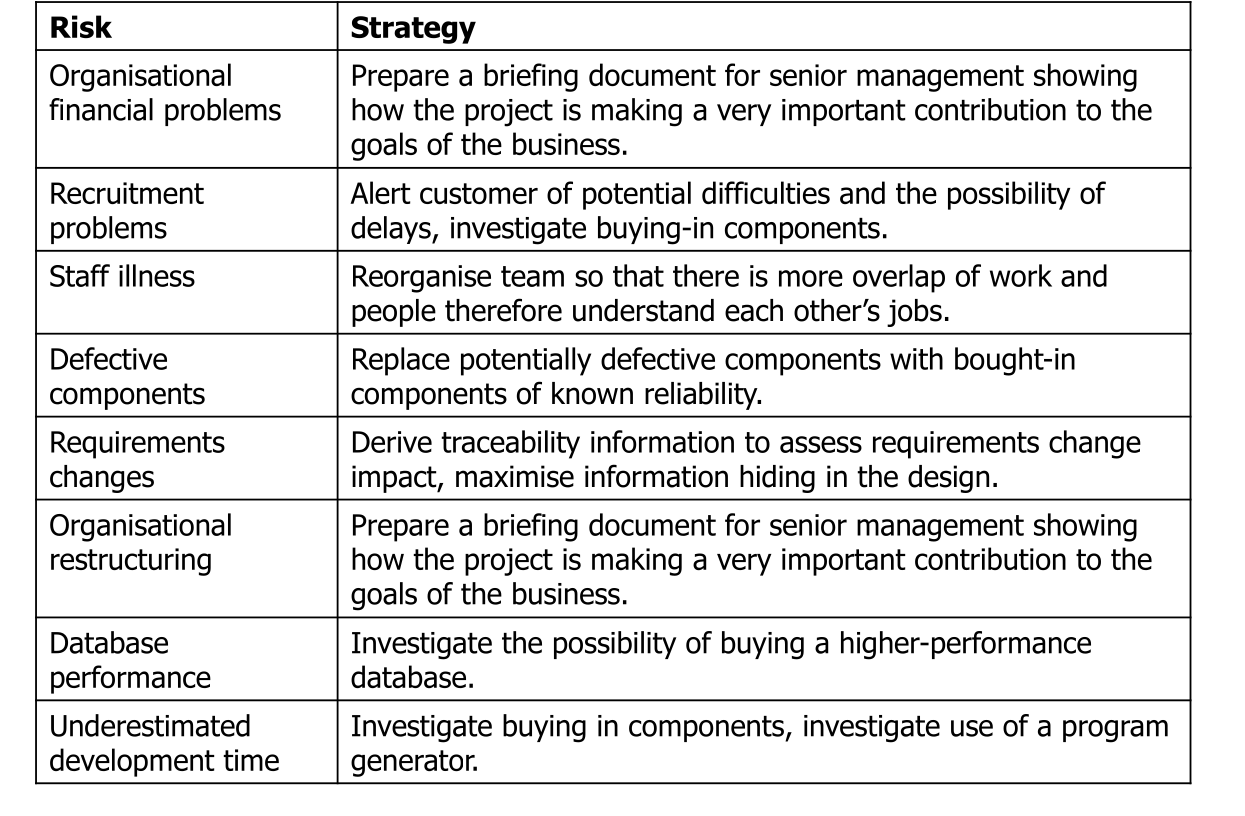 Risk
Strategy
Organisational
financial problems
Prepare a briefing document for senior management showing
how the project is making a very important contribution to the
goals of the business.
Recruitment
problems
Alert customer of potential difficulties and the possibility of
delays, investigate buying-in components.
Staff illness
Reorganise team so that there is more overlap of work and
people therefore understand each other’s jobs.
Defective
components
Replace potentially defective components with bought-in
components of known reliability.
Requirements
changes
Derive traceability information to assess requirements change
impact, maximise information hiding in the design.
Organisational
restructuring
Prepare a briefing document for senior management showing
how the project is making a very important contribution to the
goals of the business.
Database
performance
Investigate the possibility of buying a higher-performance
database.
Underestimated
development time
Investigate buying in components, investigate use of a program
generator.